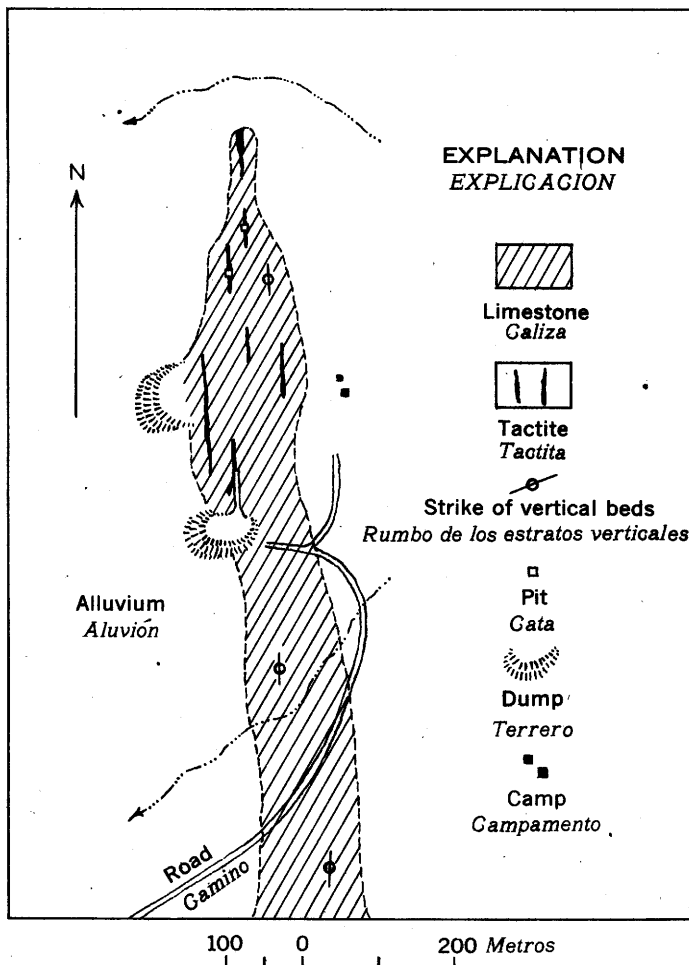 N
EXPLANATION
EXPLICACION
Limestone
Caliza
Tactite
Tactita
Strike of vertical beds
Rumbo de los estratos verticales
Pit
Cata
Dump
Terrero
Camp
Campamento
Alluvium
Aluvión
Road
Camino
100 0 200 Metros